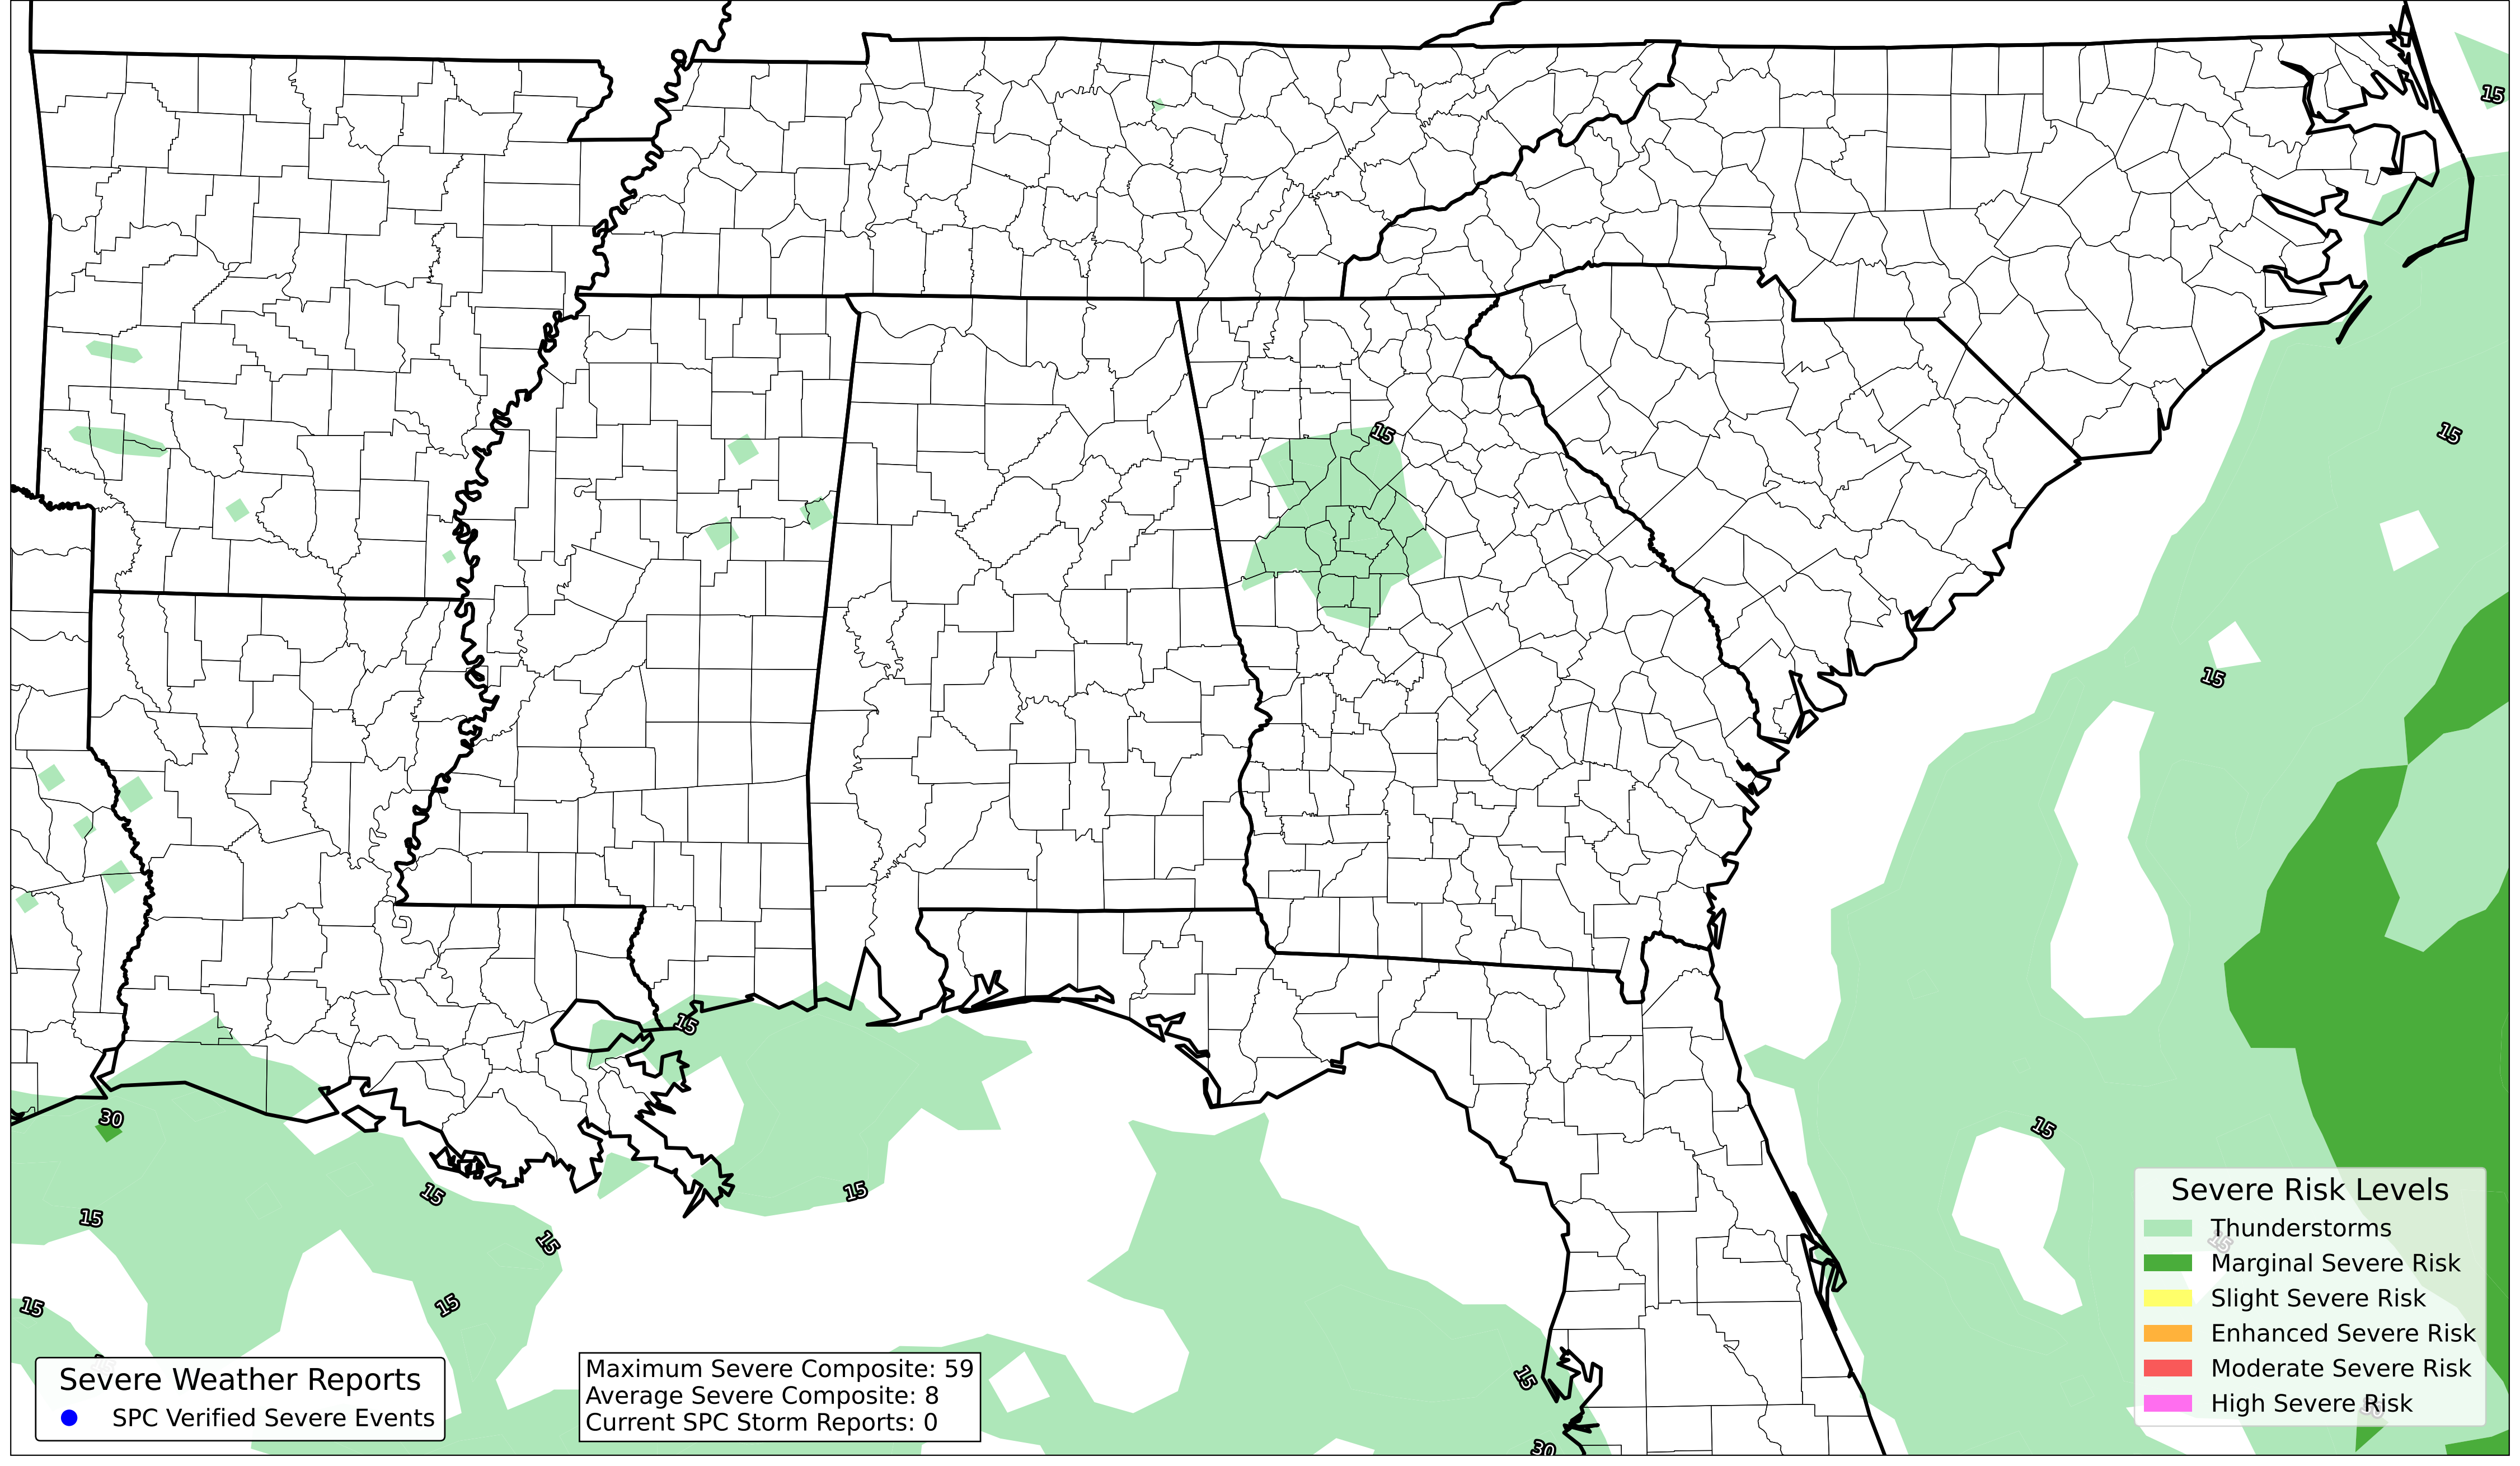 15
15
15
15
15
30
15
15
15
15
15
15
15
15
30
Severe Risk Levels
Thunderstorms
Marginal Severe Risk
Slight Severe Risk
Enhanced Severe Risk
Moderate Severe Risk
High Severe Risk
Severe Weather Reports
SPC Verified Severe Events
Maximum Severe Composite: 59
Average Severe Composite: 8
Current SPC Storm Reports: 0